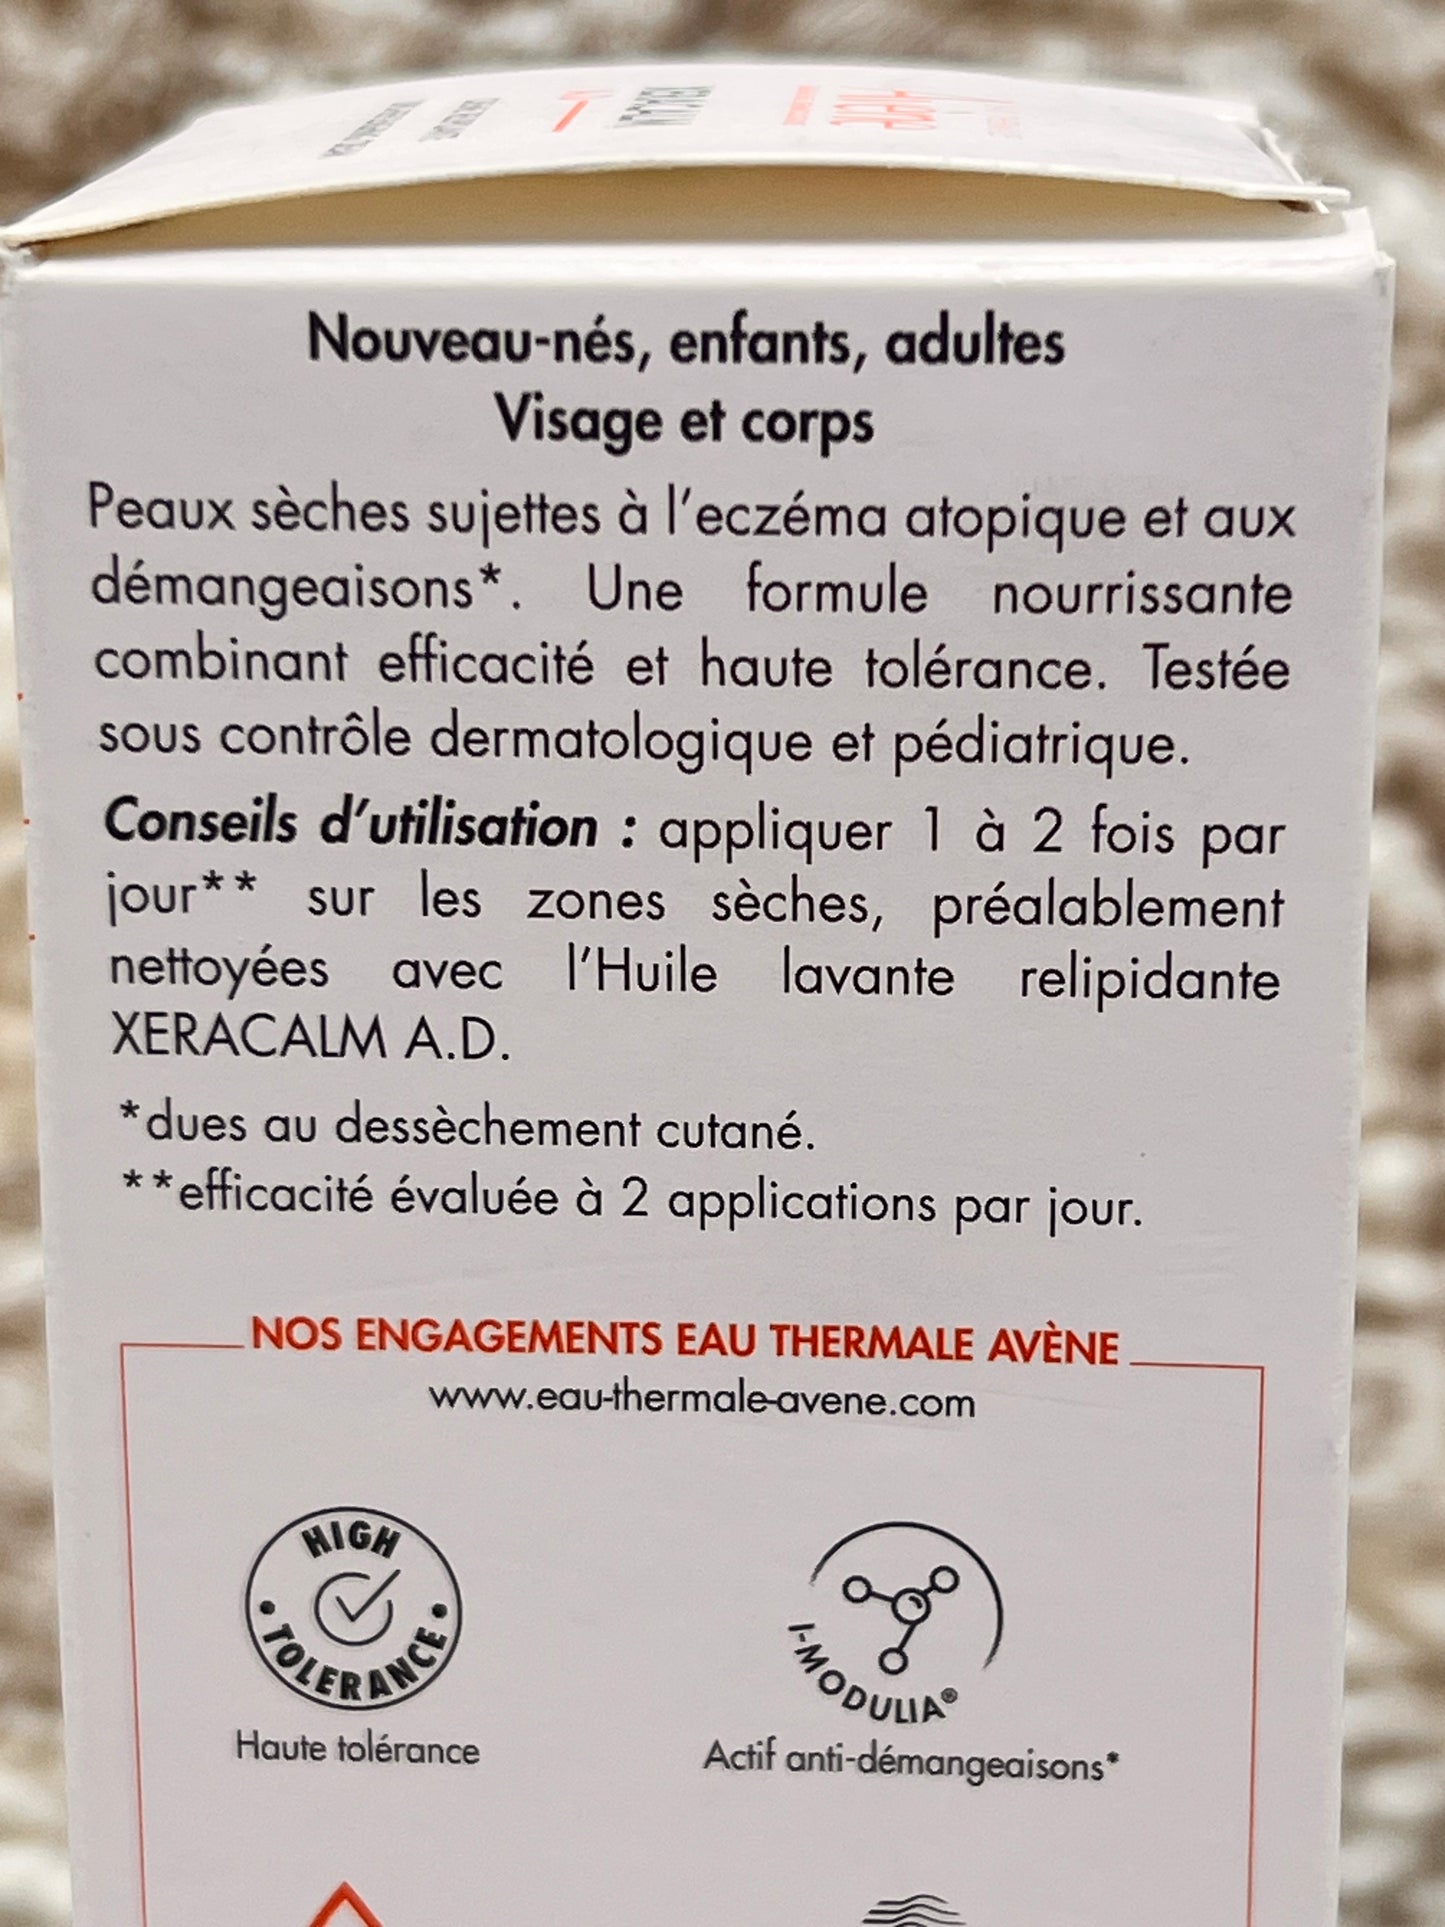 Nouveau-nés, enfants, adultes
Visage et corps
Peaux sèches sujettes à l'eczéma atopique et aux
démangeaisons*. Une formule nourrissante
combinant efficacité et haute tolérance. Testée
sous contrôle dermatologique et pédiatrique.
Conseils d'utilisation : appliquer 1 à 2 fois par
jour** sur les zones sèches, préalablement
nettoyées avec l'Huile lavante relipidante
XERACALM A.D.
*dues au dessèchement cutané.
**efficacité évaluée à 2 applications par jour.
NOS ENGAGEMENTS EAU THERMALE AVÈNE
www.eau-thermale-avene.com
HIGH
• TOLERANCE •
I-MODULIA®
Haute tolérance
Actif anti-démangeaisons*